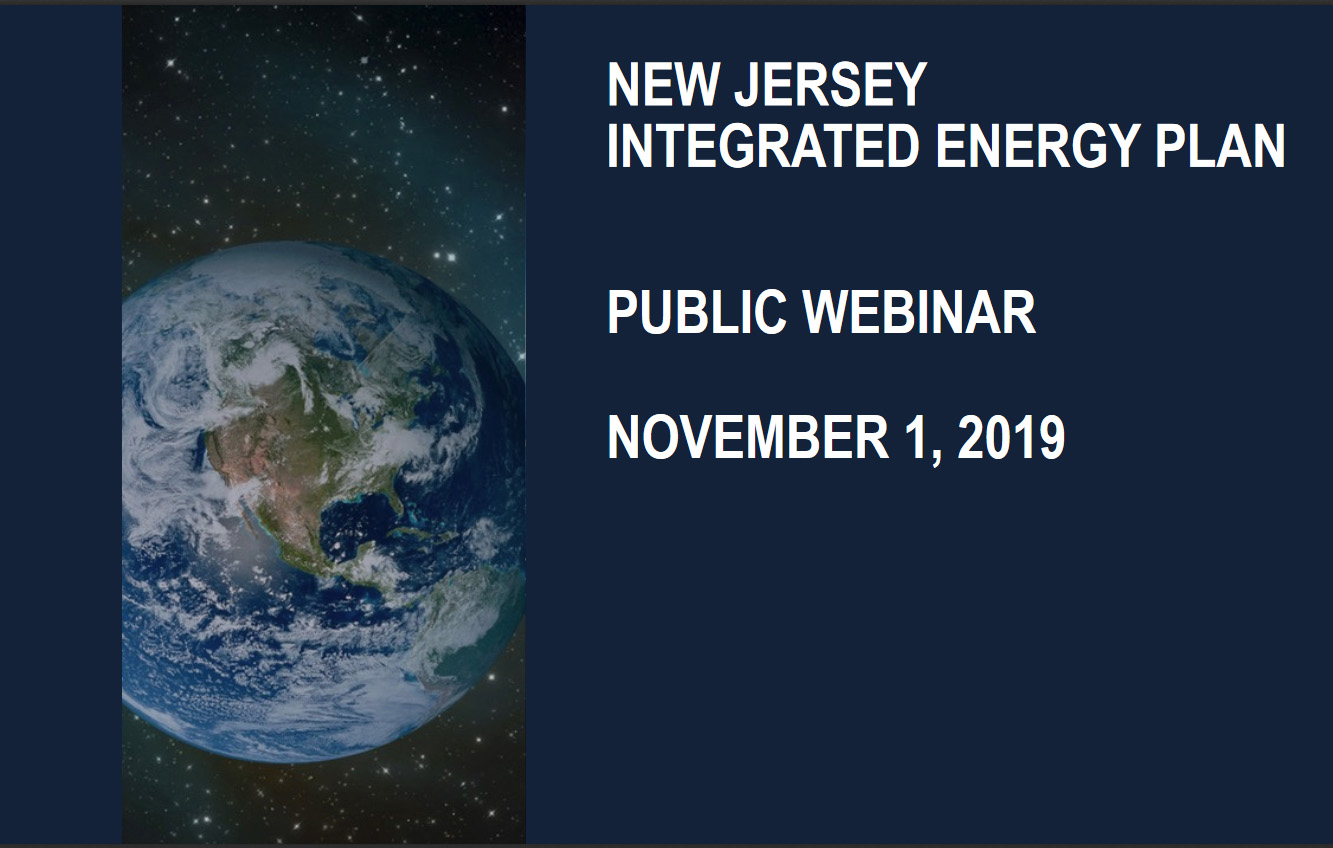 NEW JERSEY
INTEGRATED ENERGY PLAN
PUBLIC WEBINAR
NOVEMBER 1, 2019